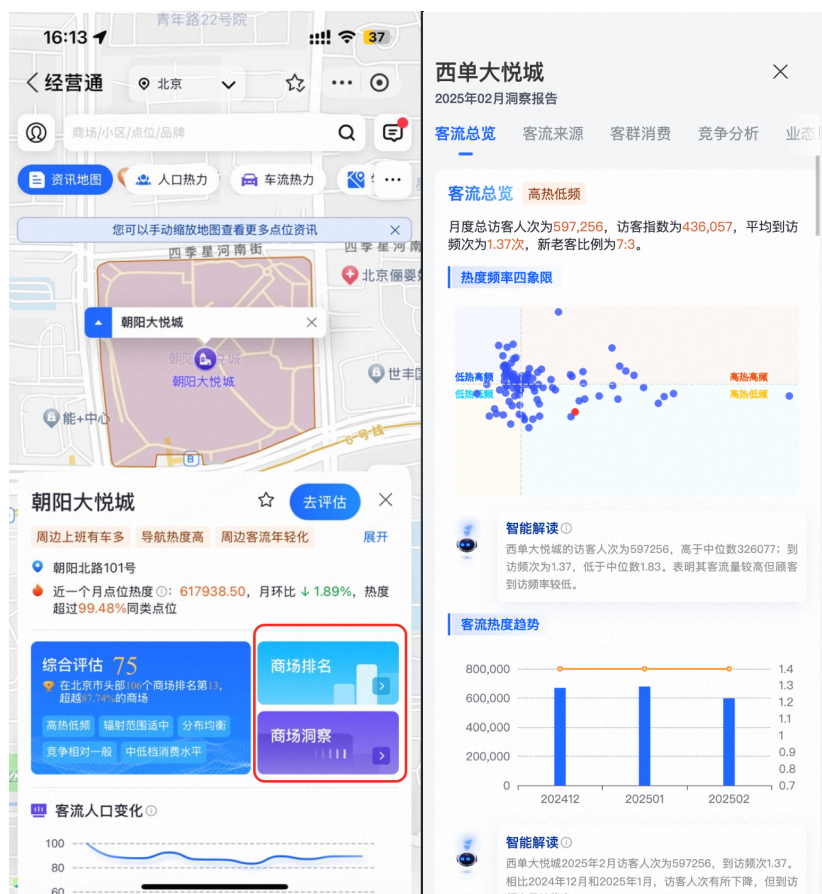 青年路22号院
16:13
37
经营通
北京
商场/小区/点位/品牌
资讯地图
人口热力
车流热力
您可以手动缩放地图查看更多点位资讯
四季星河南街
四季星河南
北京俪婴
朝阳大悦城
朝阳大悦城
世丰国
能+中心
6号线
B
朝阳大悦城
去评估
周边上班有车多
导航热度高
周边客流年轻化
展开
朝阳北路101号
近一个月点位热度：617938.50，月环比↓1.89%，热度
超过99.48%同类点位
综合评估 75
在北京市头部106个商场排名第13，
超越87.74%的商场
高热低频
辐射范围适中
分布均衡
竞争相对一般
中低档消费水平
商场排名
商场洞察
客流人口变化
100
80
60
西单大悦城
2025年02月洞察报告
客流总览
客流来源
客群消费
竞争分析
业态
客流总览
高热低频
月度总访客人次为597,256，访客指数为436,057，平均到访
频次为1.37次，新老客比例为7:3。
热度频率四象限
低热高频
高热高频
低热低频
高热低频
智能解读
西单大悦城的访客人次为597256，高于中位数326077；到
访频次为1.37，低于中位数1.83。表明其客流量较高但顾客
到访频率较低。
客流热度趋势
800,000
600,000
400,000
200,000
0
1.4
1.3
1.2
1.1
1
0.9
0.8
0.7
202412
202501
202502
智能解读
西单大悦城2025年2月访客人次为597256，到访频次1.37。
相比2024年12月和2025年1月，访客人次有所下降，但到访